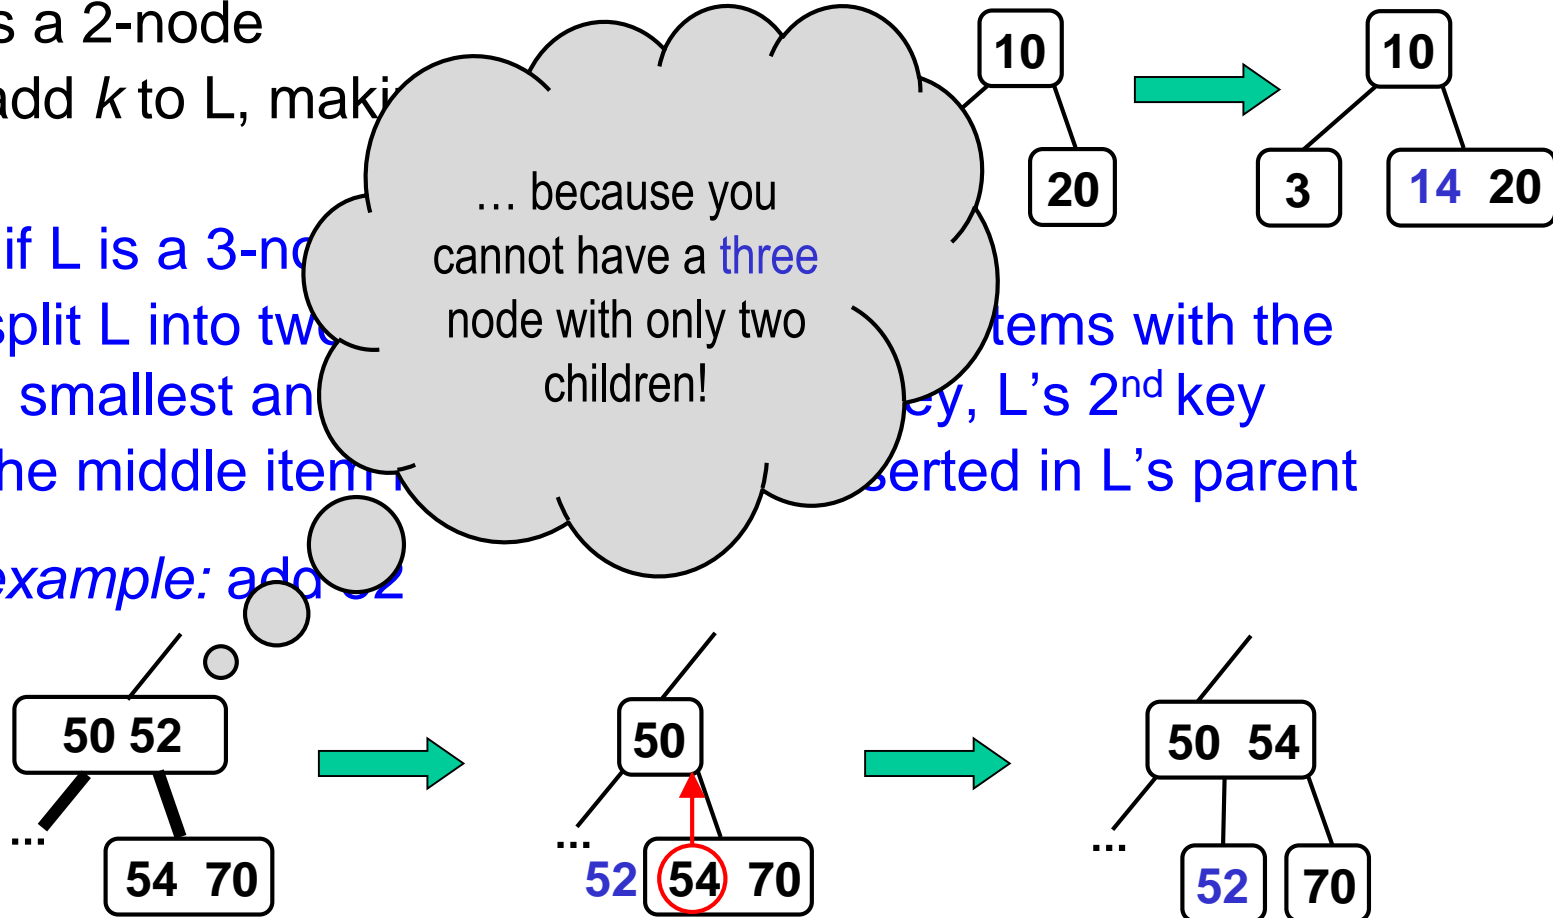 s a 2-node
add k to L, maki
10
20
10
3
14 20
… because you
cannot have a three
node with only two
children!
if L is a 3-no
split L into tw
tems with the
smallest an
ey, L’s 2nd key
he middle item
serted in L’s parent
example: add 52
50 52
...
54 70
50
...
52 54 70
50 54
...
52
70